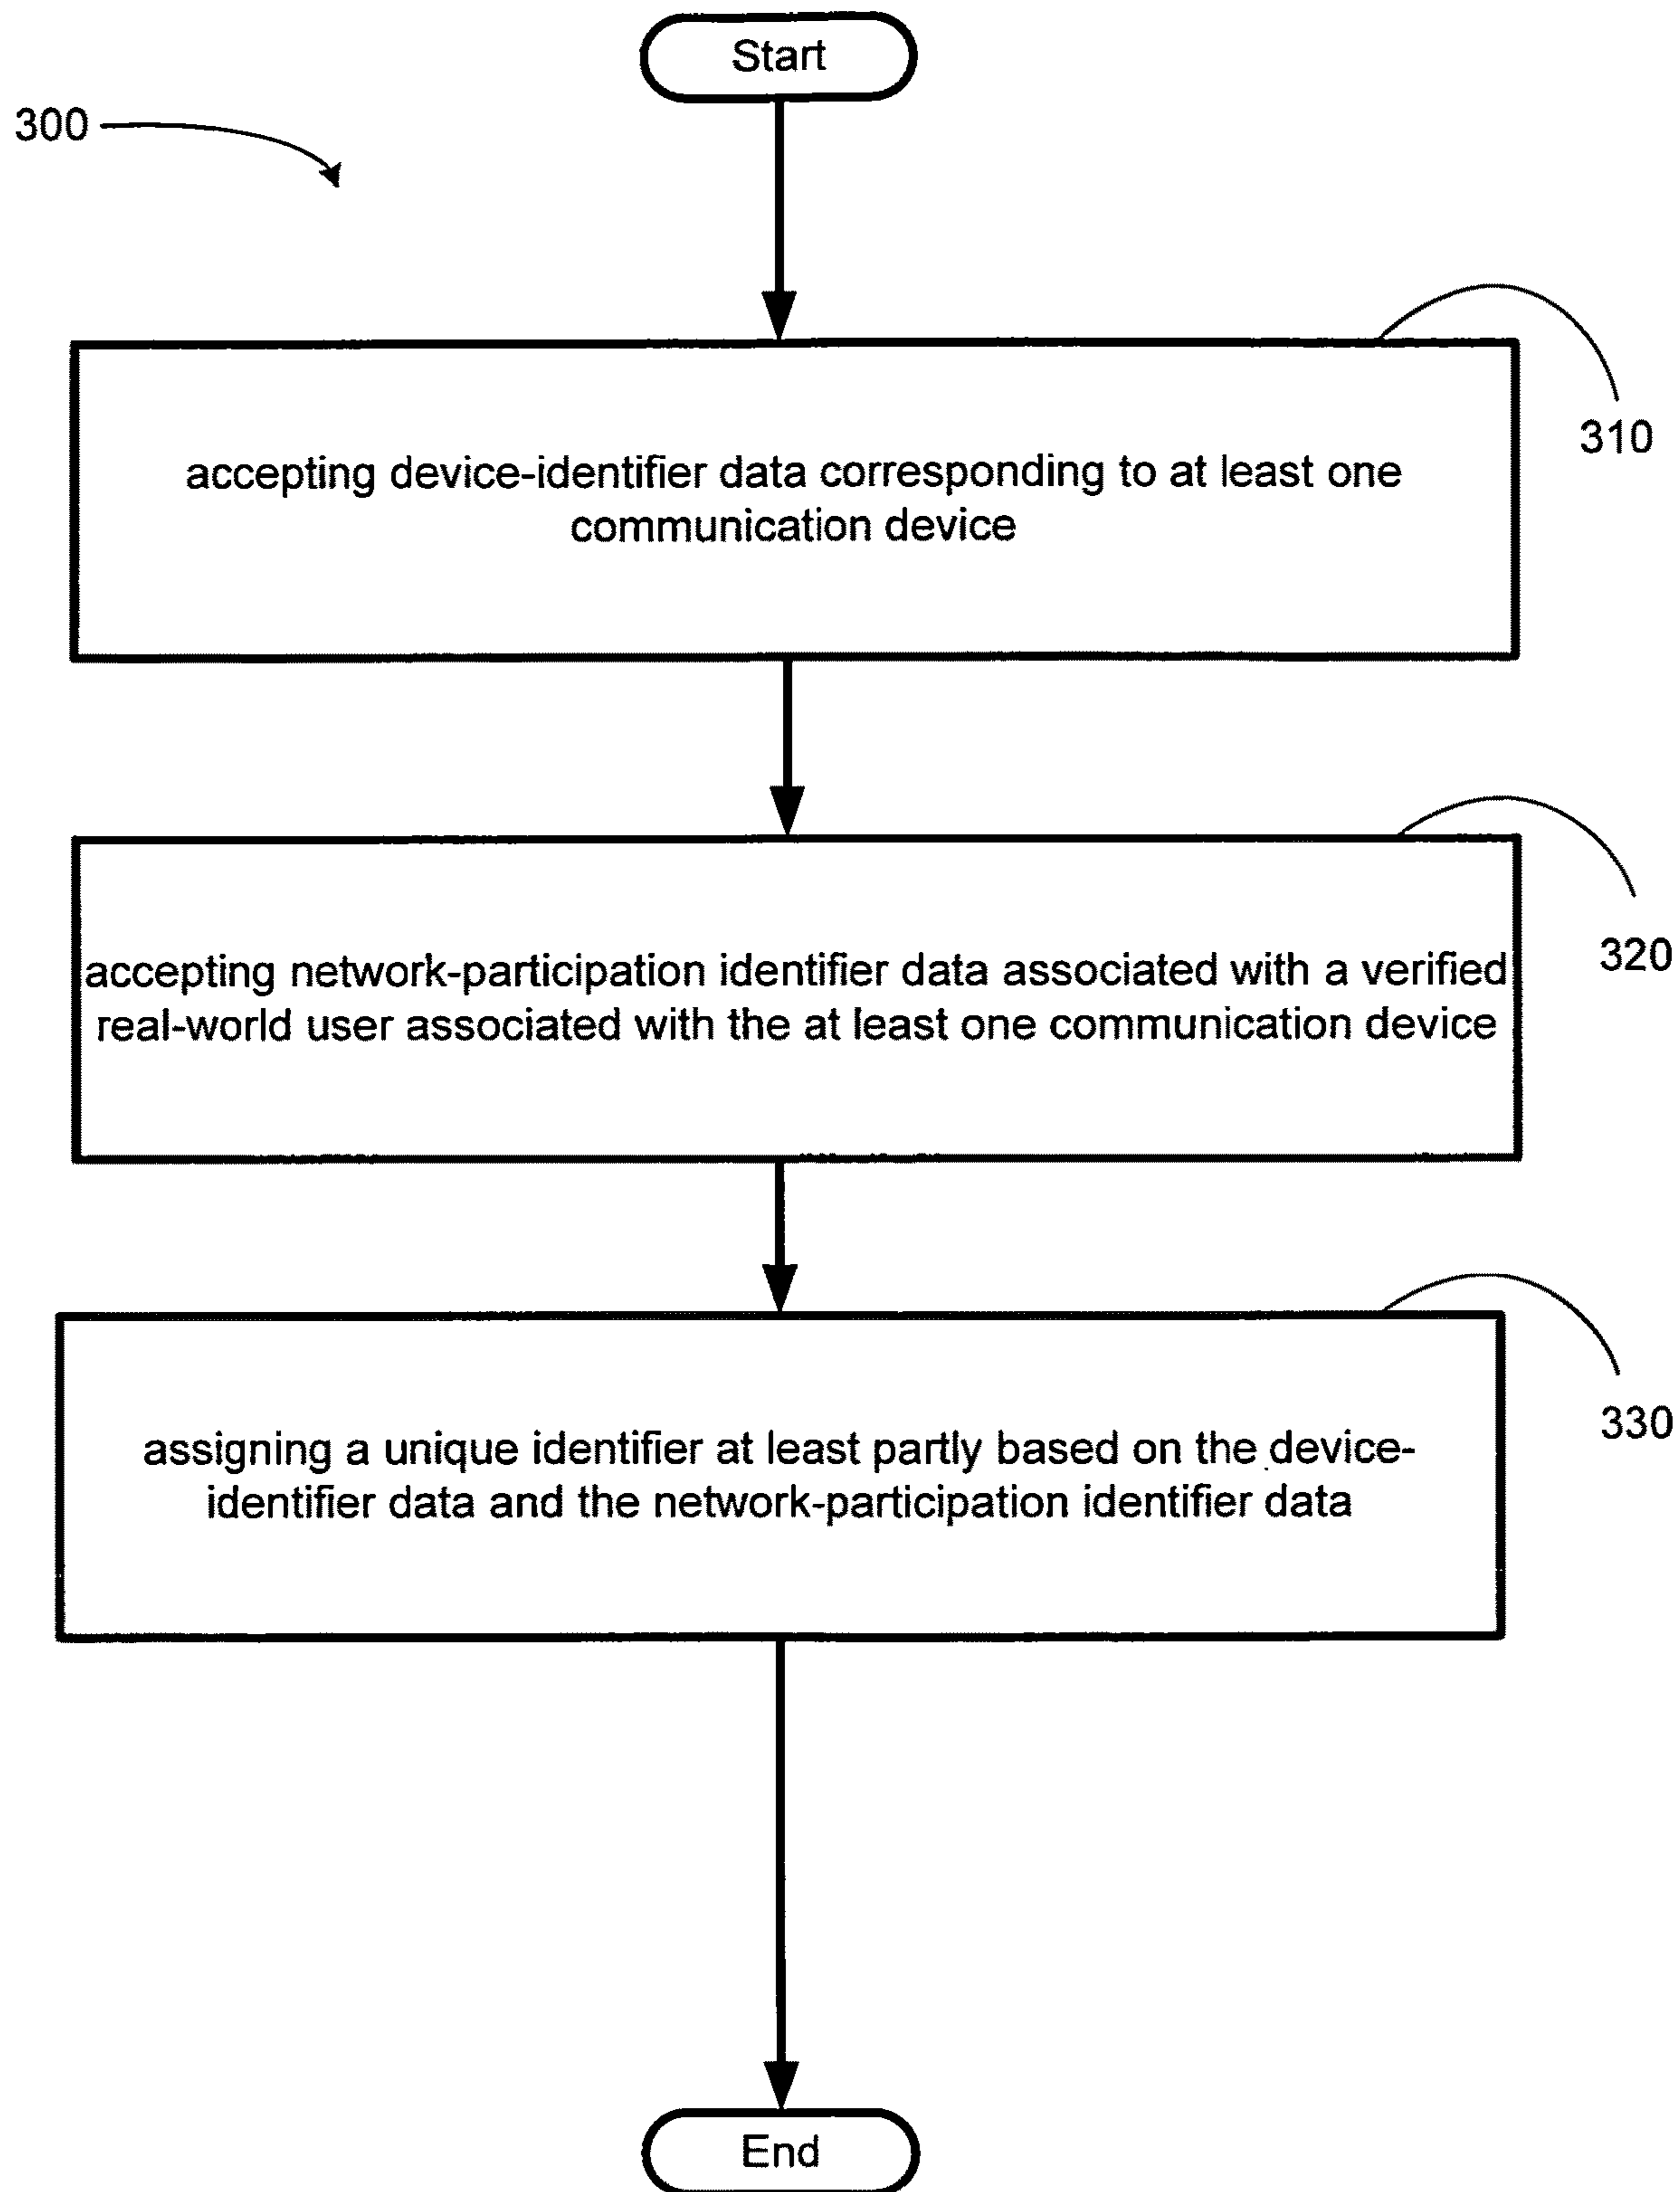 Start
300
310
accepting device-identifier data corresponding to at least one
communication device
320
accepting network-participation identifier data associated with a verified
real-world user associated with the at least one communication device
330
assigning a unique identifier at least partly based on the device-
identifier data and the network-participation identifier data
End